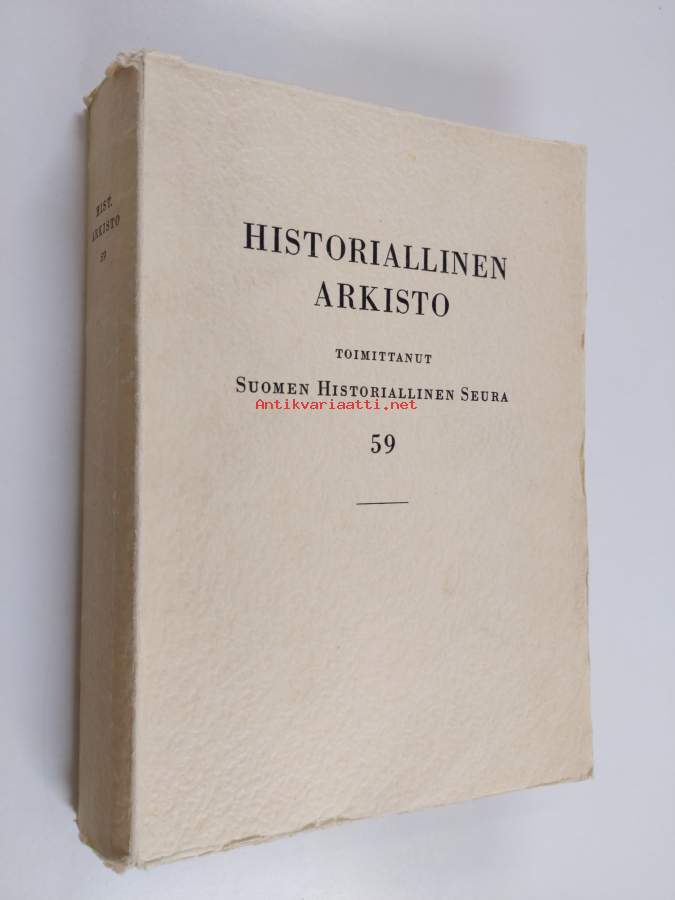 HIST.
ARKISTO
59
HISTORIALLINEN
ARKISTO
TOIMITTANUT
SUOMEN HISTORIALLINEN SEURA
Antikvariaatti.net
59